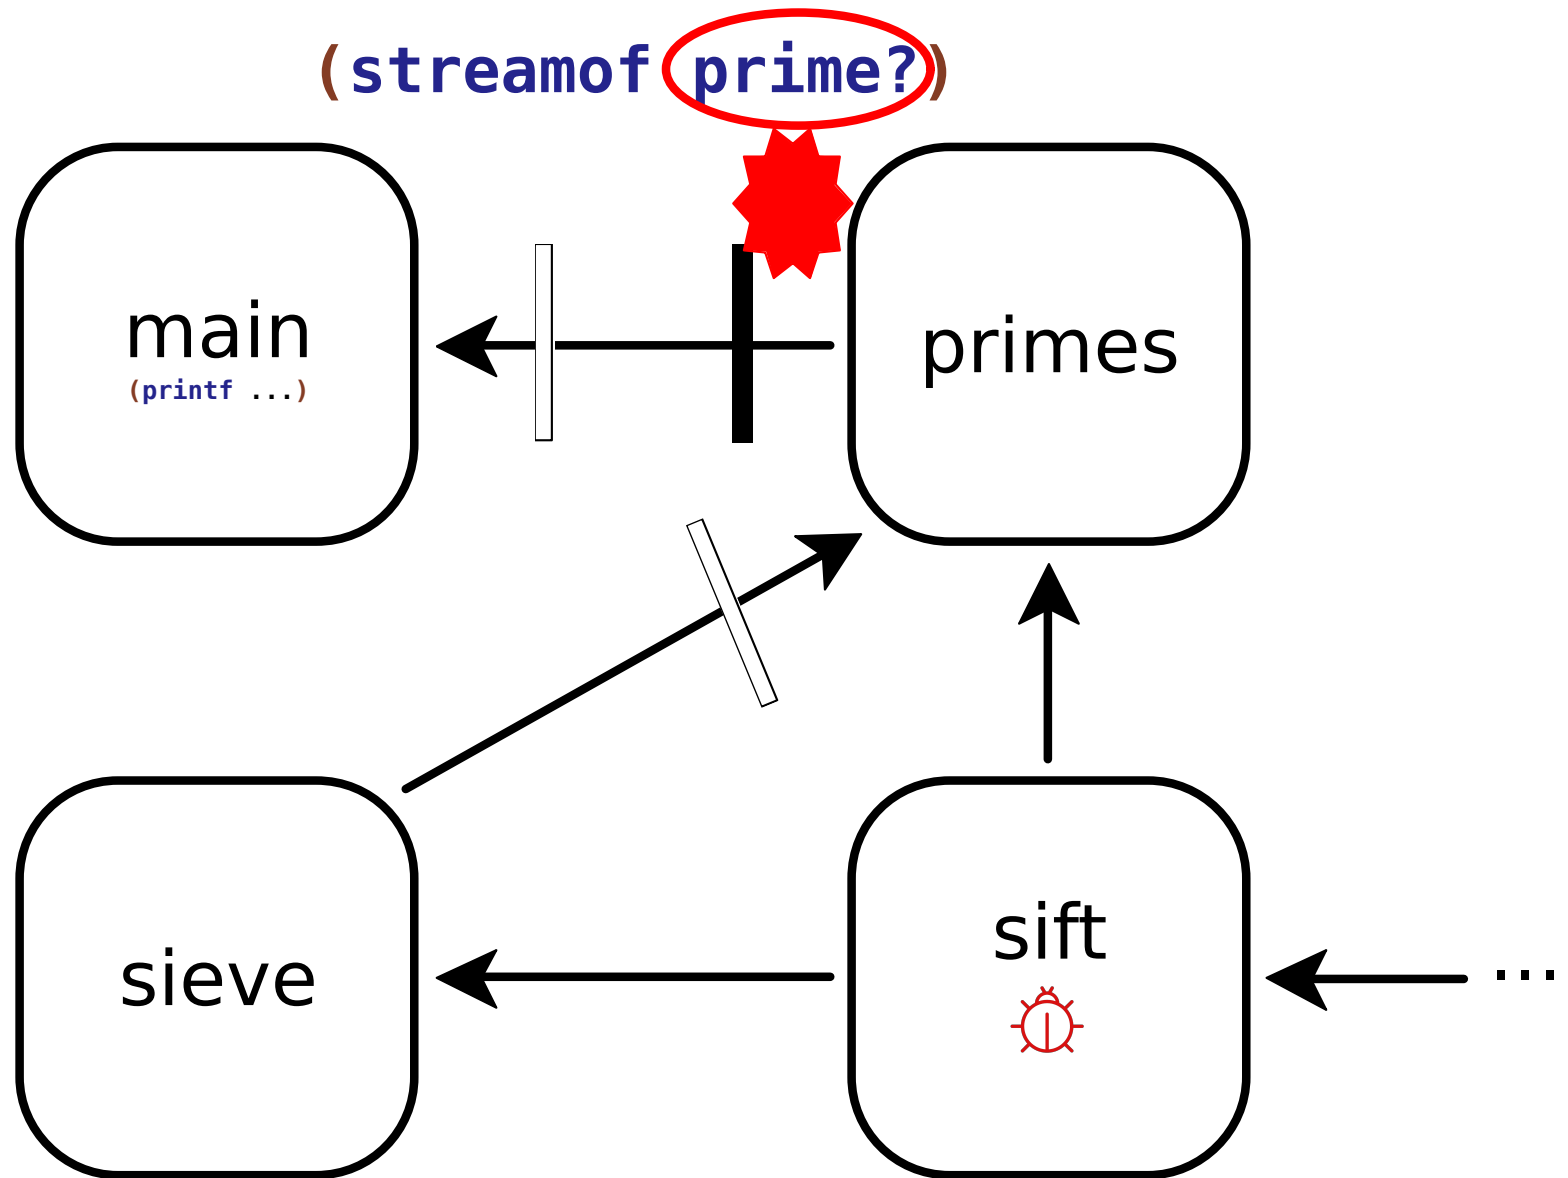 (streamof prime?)
main
(printf ...)
primes
sieve
sift
...